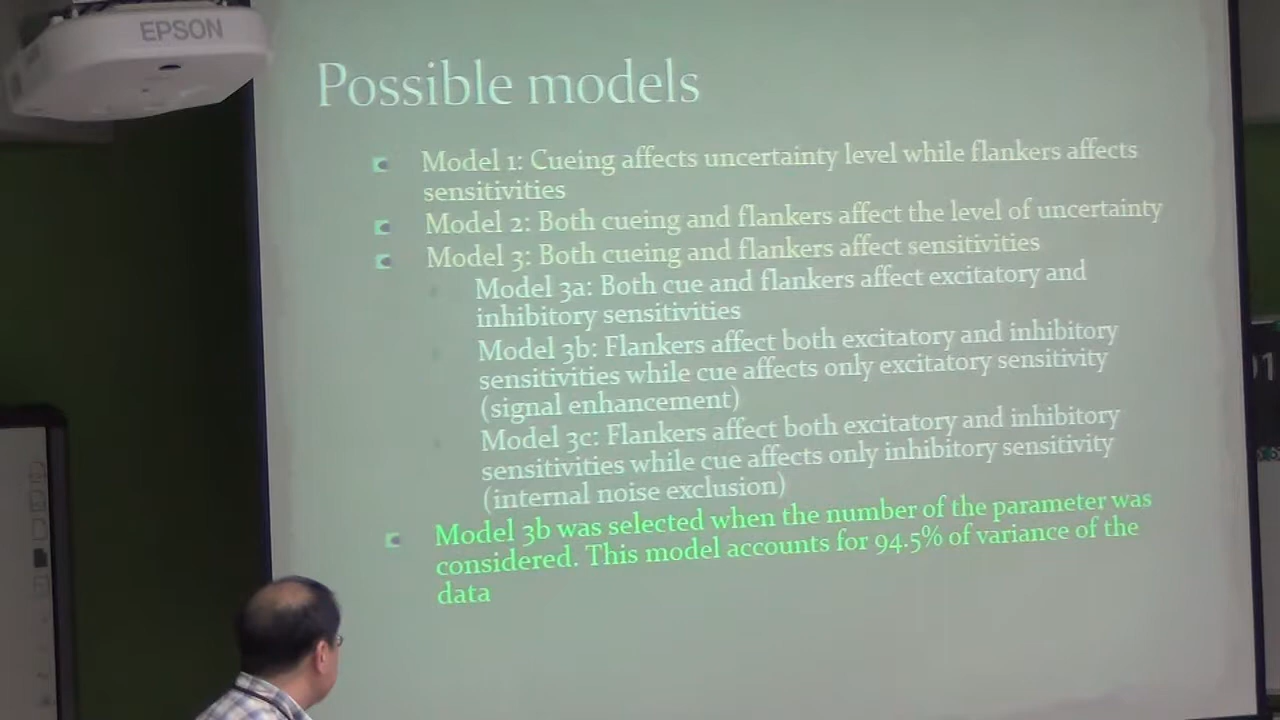 EPSON
Possible models
Model 1: Cueing affects uncertainty level while flankers affects
sensitivities
Model 2: Both cueing and flankers affect the level of uncertainty
Model 3: Both cueing and flankers affect sensitivities
Model 3a: Both cue and flankers affect excitatory and
inhibitory sensitivities
Model 3b: Flankers affect both excitatory and inhibitory
sensitivities while cue affects only excitatory sensitivity
(signal enhancement)
Model 3c: Flankers affect both excitatory and inhibitory
sensitivities while cue affects only inhibitory sensitivity
(internal noise exclusion)
Model 3b was selected when the number of the parameter was
considered. This model accounts for 94.5% of variance of the
data